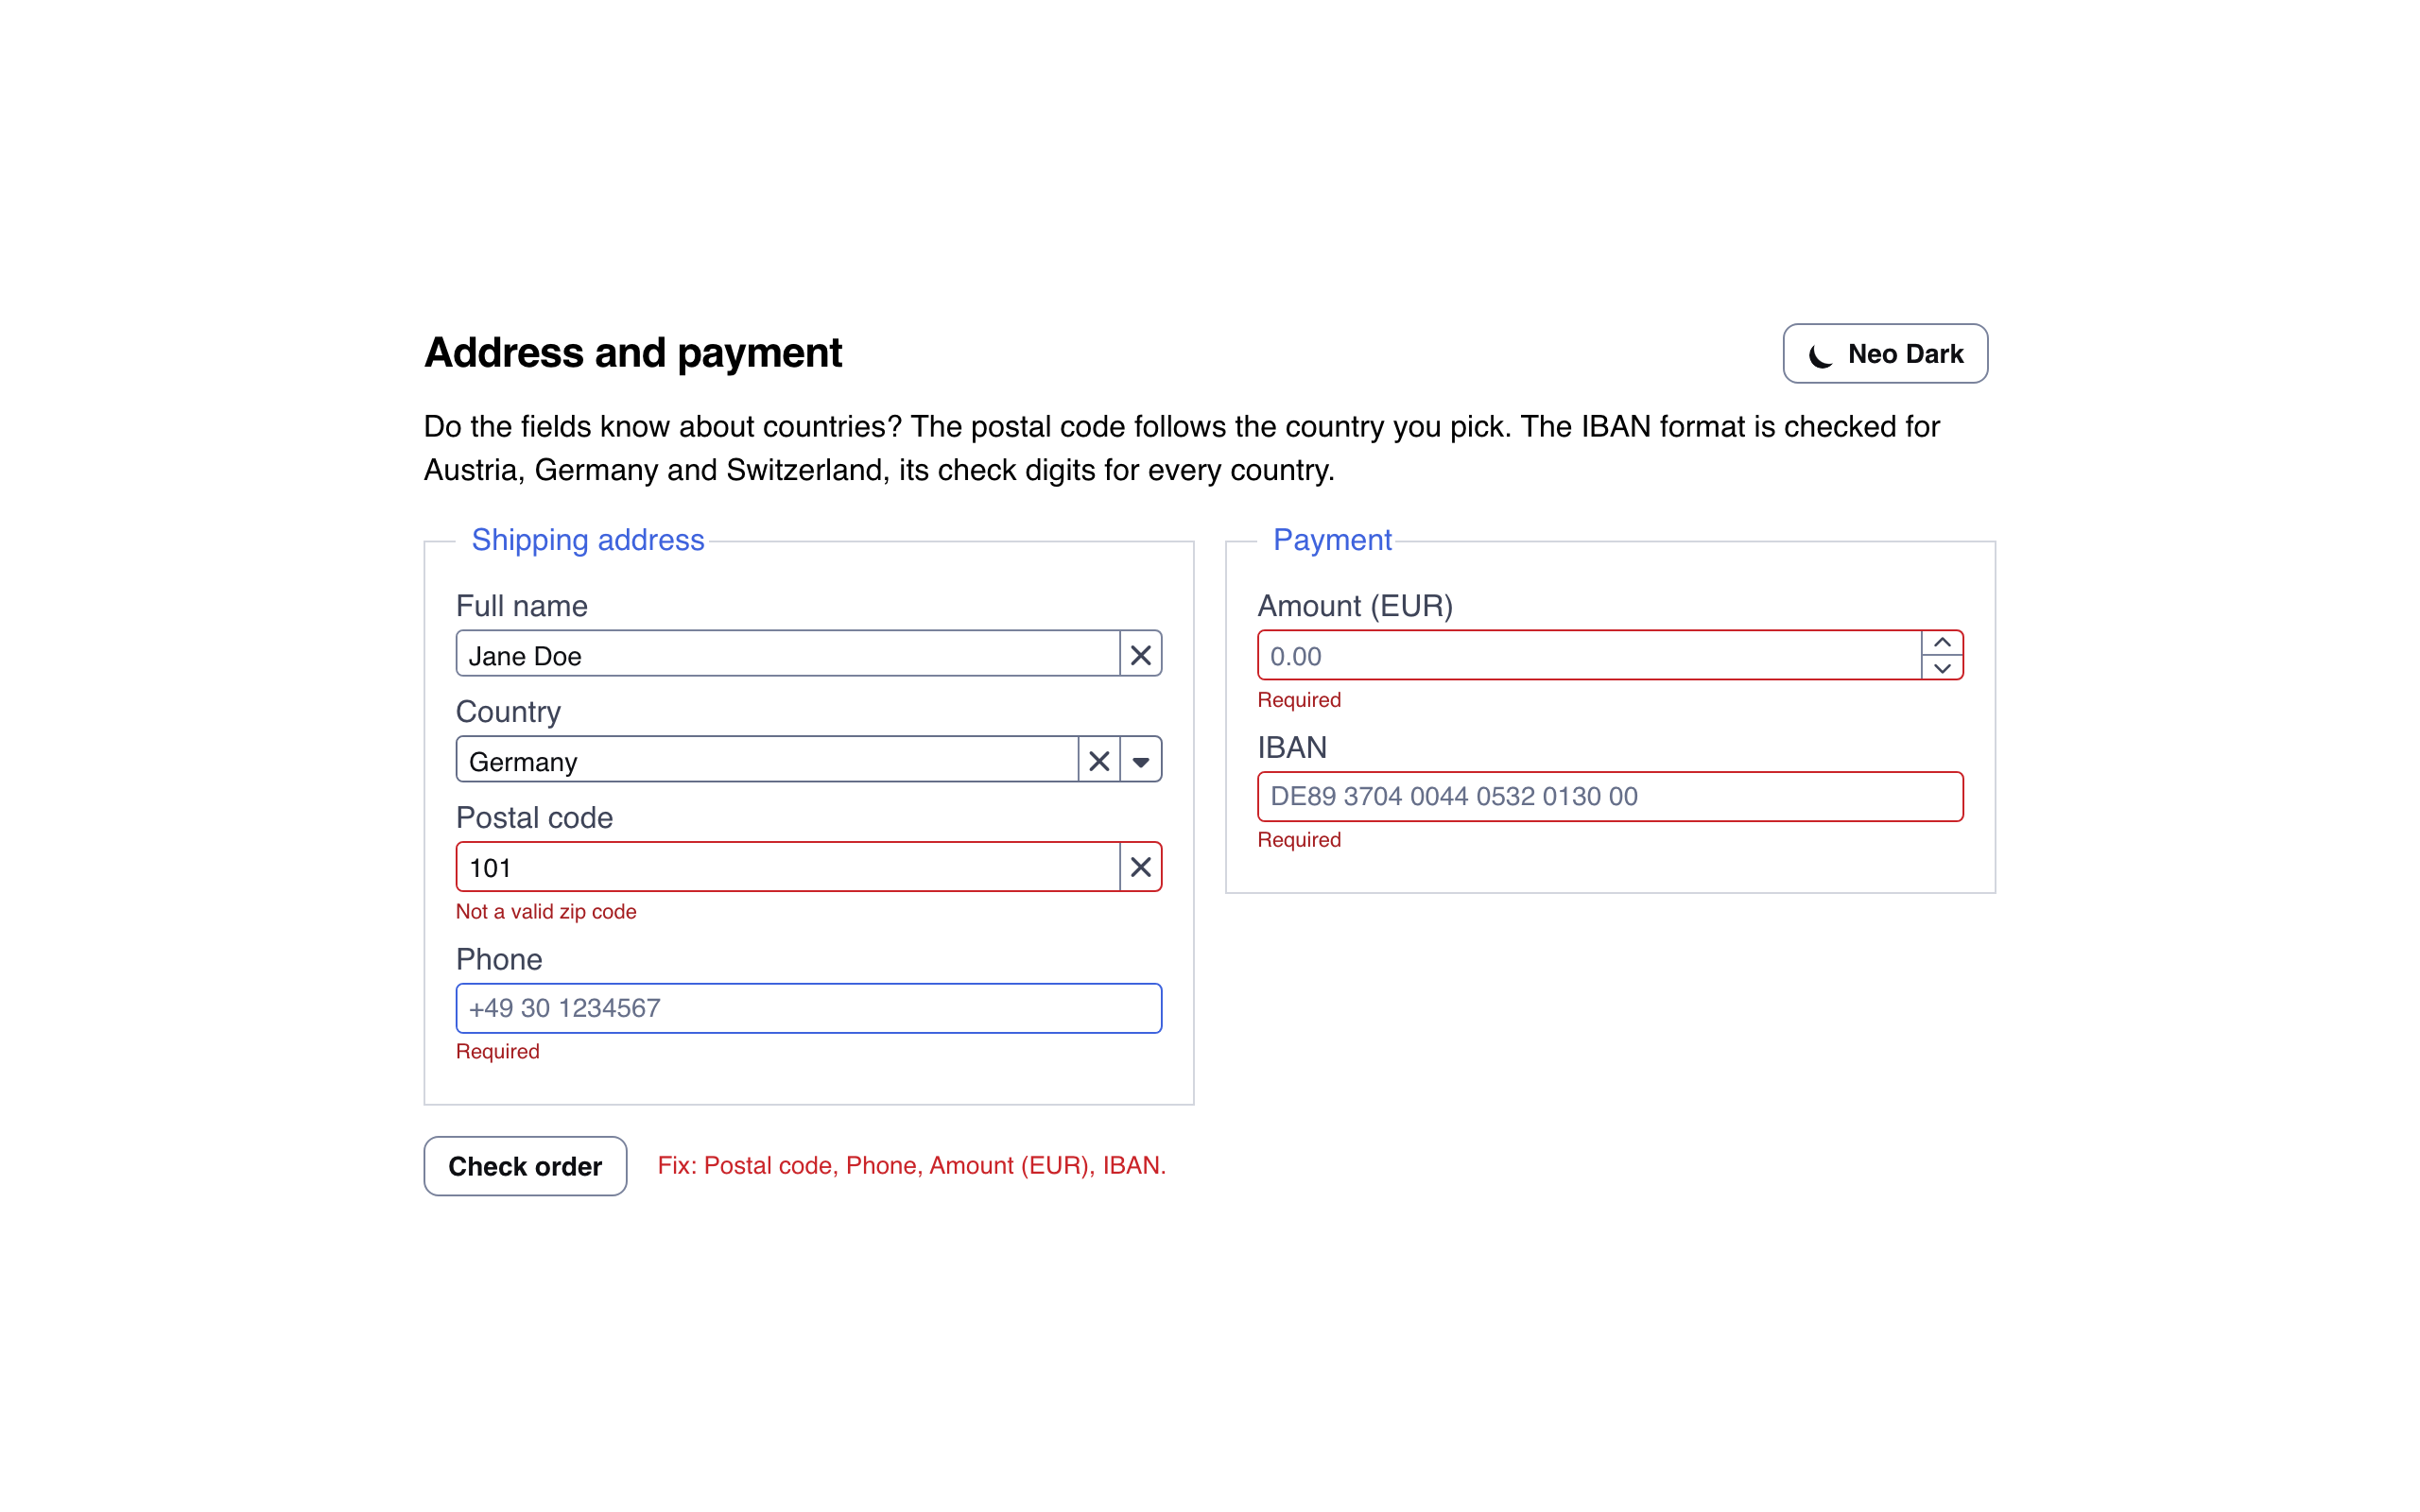 Address and payment
Neo Dark
Do the fields know about countries? The postal code follows the country you pick. The IBAN format is checked for
Austria, Germany and Switzerland, its check digits for every country.
Shipping address
Full name
Jane Doe
Country
Germany
Postal code
101
Not a valid zip code
Phone
+49 30 1234567
Required
Payment
Amount (EUR)
0.00
Required
IBAN
DE89 3704 0044 0532 0130 00
Required
Check order
Fix: Postal code, Phone, Amount (EUR), IBAN.